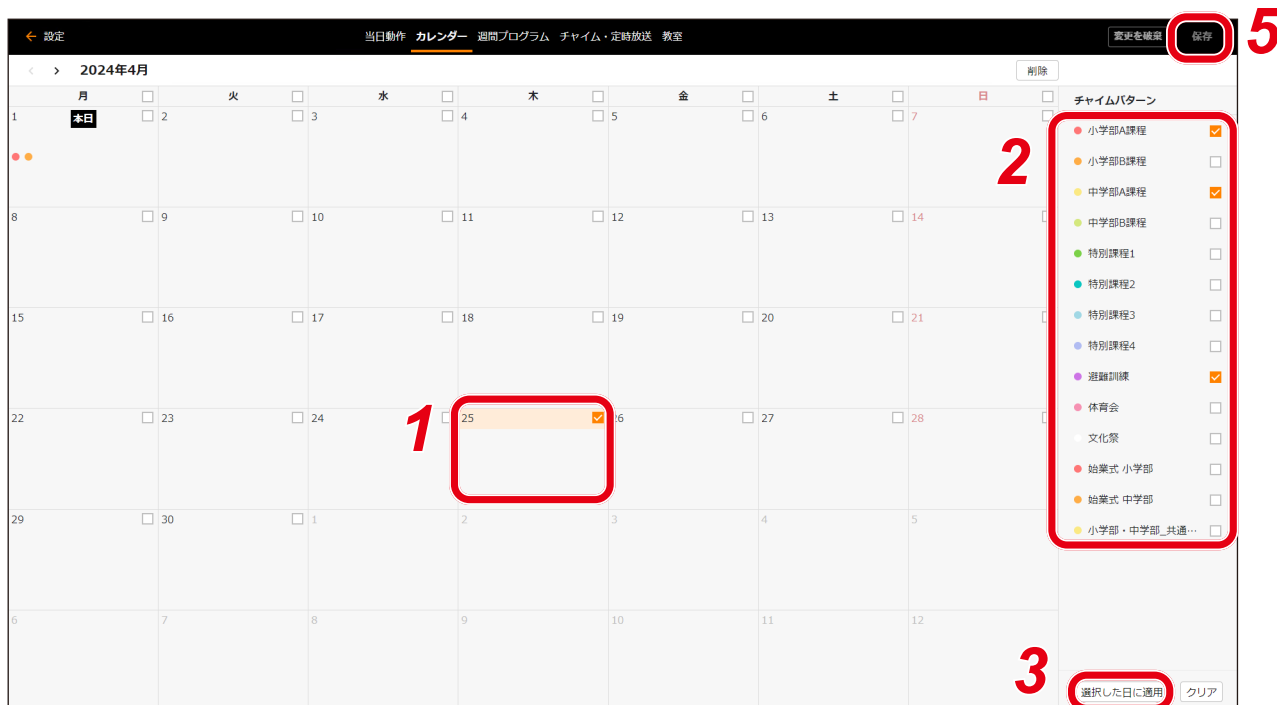 ← 設定 当日動作 カレンダー 週間プログラム チャイム・定時放送 教室 変更を破棄 保存 5
‹ › 2024年4月 削除
月 火 水 木 金 土 日
チャイムパターン
1 本日 2 3 4 5 6 7
8 9 10 11 12 13 14
15 16 17 18 19 20 21
1
22 23 24 25 26 27 28
29 30 1 2 3 4 5
6 7 8 9 10 11 12
2
小学部A課程
小学部B課程
中学部A課程
中学部B課程
特別課程1
特別課程2
特別課程3
特別課程4
避難訓練
体育会
文化祭
始業式 小学部
始業式 中学部
小学部・中学部_共通…
3
選択した日に適用 クリア